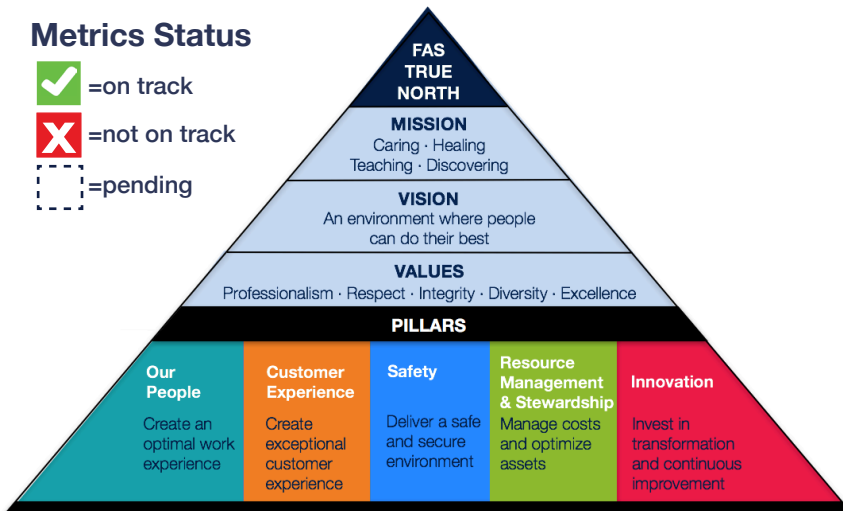 Metrics Status
=on track
=not on track
=pending
FAS
TRUE
NORTH
MISSION
Caring · Healing
Teaching · Discovering
VISION
An environment where people
can do their best
VALUES
Professionalism · Respect · Integrity · Diversity · Excellence
PILLARS
Our
People
Create an
optimal work
experience
Customer
Experience
Create
exceptional
customer
experience
Safety
Deliver a safe
and secure
environment
Resource
Management
& Stewardship
Manage costs
and optimize
assets
Innovation
Invest in
transformation
and continuous
improvement